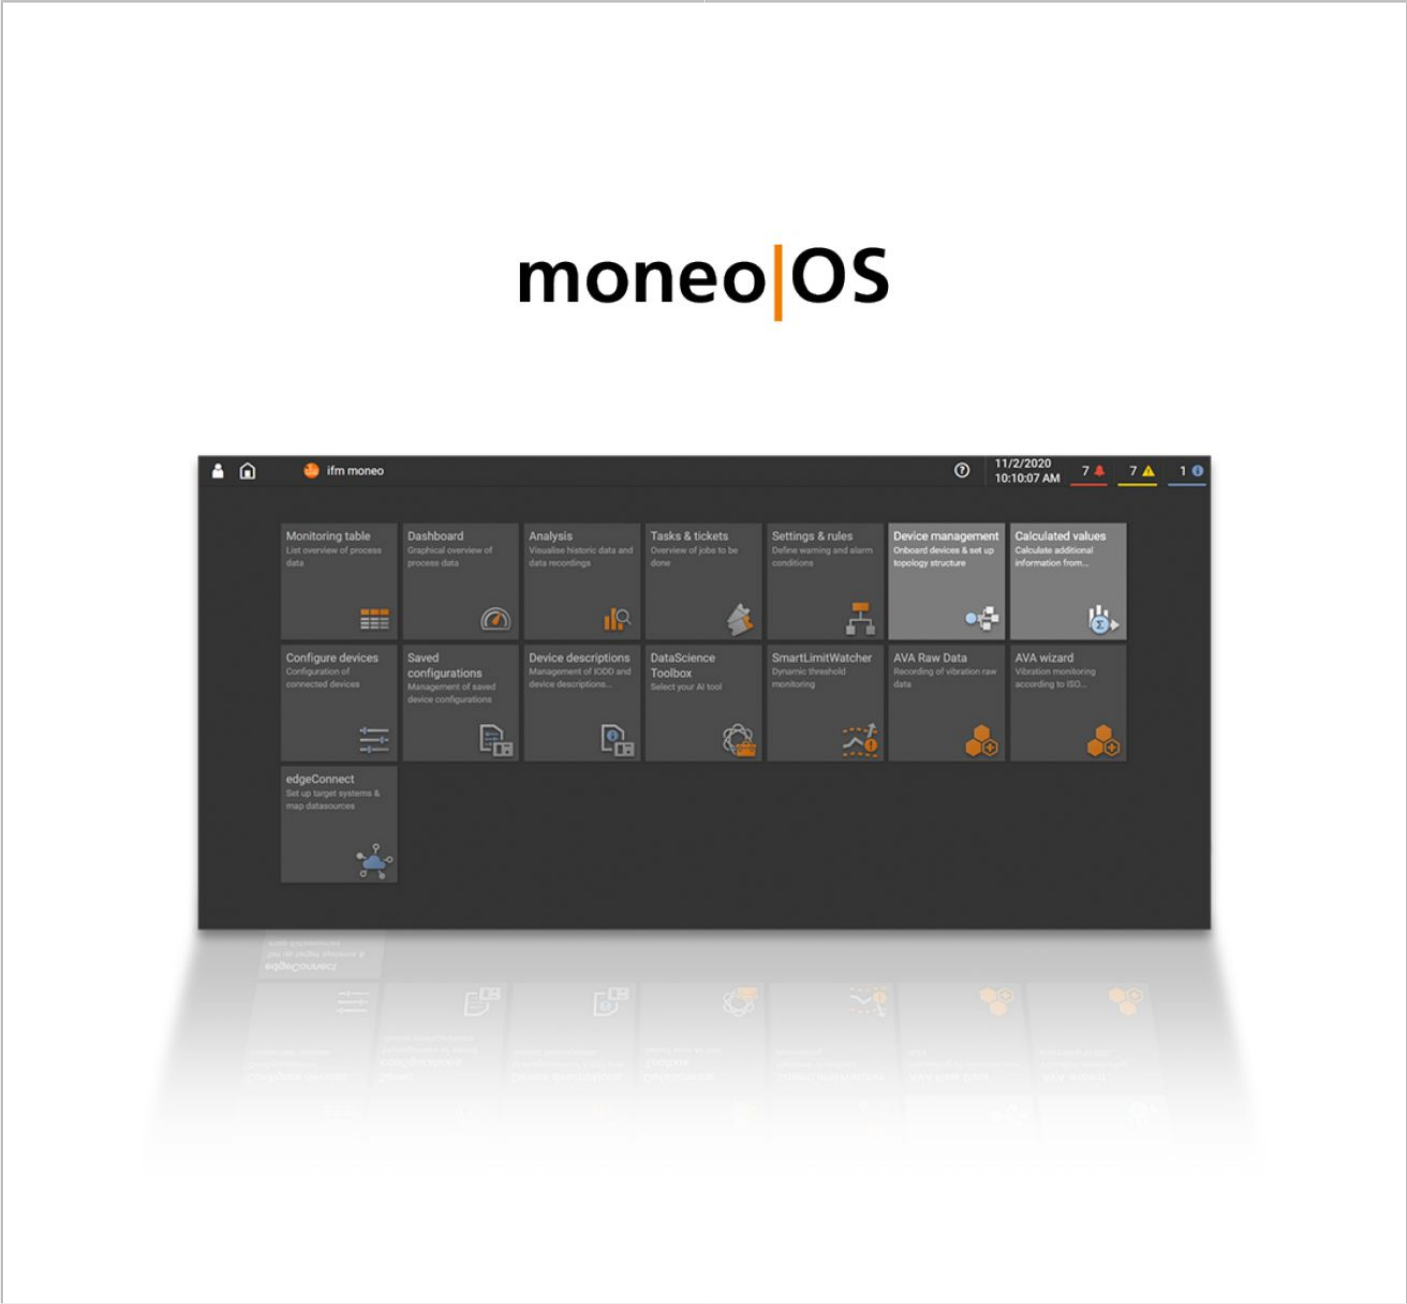 moneo|OS
ifm moneo
11/2/2020
10:10:07 AM
7
7
1
Monitoring table
List overview of process
data
Dashboard
Graphical overview of
process data
Analysis
Visualise historic data and
data recordings
Tasks & tickets
Overview of jobs to be
done
Settings & rules
Define warning and alarm
conditions
Device management
Onboard devices & set up
topology structure
Calculated values
Calculate additional
information from...
Configure devices
Configuration of
connected devices
Saved
configurations
Management of saved
device configurations
Device descriptions
Management of IODD and
device descriptions...
DataScience
Toolbox
Select your AI tool
SmartLimitWatcher
Dynamic threshold
monitoring
AVA Raw Data
Recording of vibration raw
data
AVA wizard
Vibration monitoring
according to ISO...
edgeConnect
Set up target systems &
map datasources